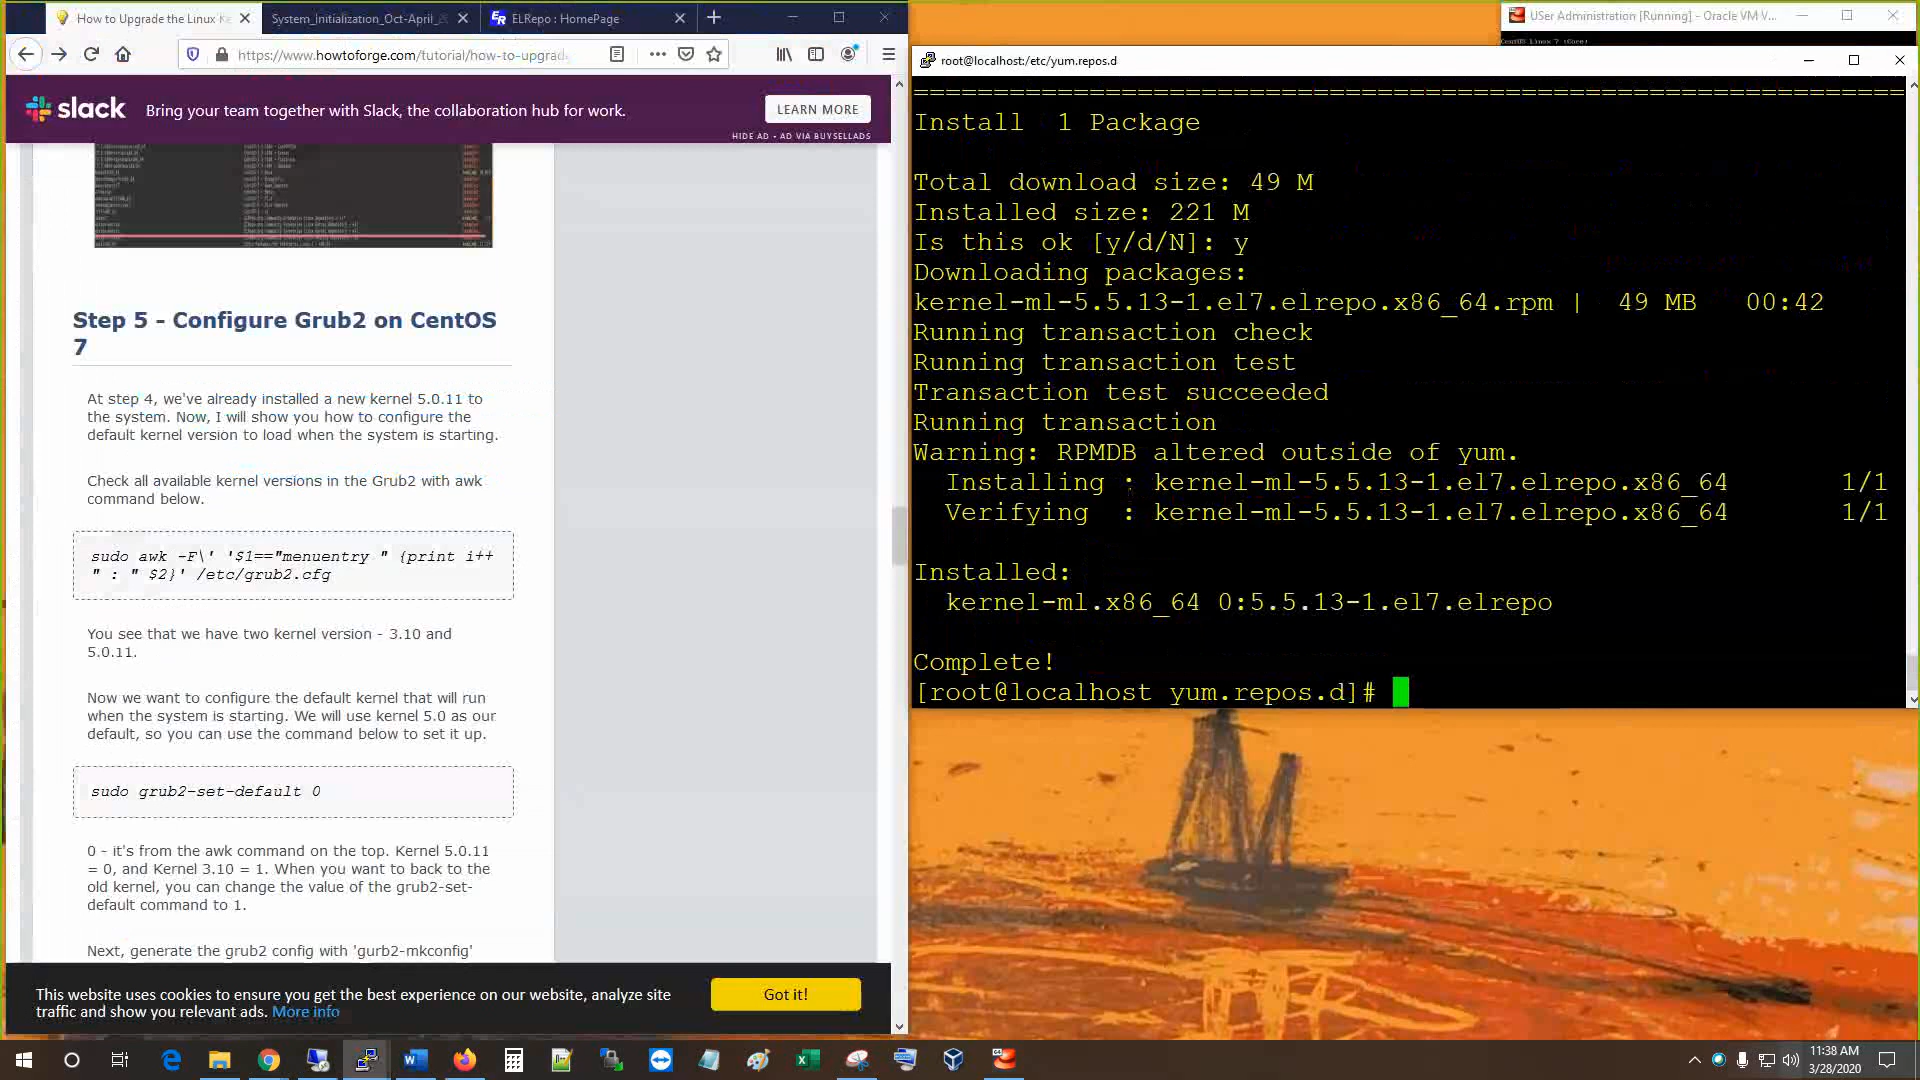 How to Upgrade the Linux Ke
System_Initialization_Oct-April_
ELRepo : HomePage
https://www.howtoforge.com/tutorial/how-to-upgrad
slack
Bring your team together with Slack, the collaboration hub for work.
LEARN MORE
HIDE AD • AD VIA BUYSELLADS
Step 5 - Configure Grub2 on CentOS
7
At step 4, we've already installed a new kernel 5.0.11 to
the system. Now, I will show you how to configure the
default kernel version to load when the system is starting.
Check all available kernel versions in the Grub2 with awk
command below.
sudo awk -F\' '$1=="menuentry " {print i++
" : " $2}' /etc/grub2.cfg
You see that we have two kernel version - 3.10 and
5.0.11.
Now we want to configure the default kernel that will run
when the system is starting. We will use kernel 5.0 as our
default, so you can use the command below to set it up.
sudo grub2-set-default 0
0 - it's from the awk command on the top. Kernel 5.0.11
= 0, and Kernel 3.10 = 1. When you want to back to the
old kernel, you can change the value of the grub2-set-
default command to 1.
Next, generate the grub2 config with 'gurb2-mkconfig'
This website uses cookies to ensure you get the best experience on our website, analyze site
traffic and show you relevant ads. More info
Got it!
USer Administration [Running] - Oracle VM V...
CentOS Linux 7 (Core)
root@localhost:/etc/yum.repos.d
Install  1 Package
Total download size: 49 M
Installed size: 221 M
Is this ok [y/d/N]: y
Downloading packages:
kernel-ml-5.5.13-1.el7.elrepo.x86_64.rpm |  49 MB   00:42
Running transaction check
Running transaction test
Transaction test succeeded
Running transaction
Warning: RPMDB altered outside of yum.
Installing : kernel-ml-5.5.13-1.el7.elrepo.x86_64 1/1
Verifying  : kernel-ml-5.5.13-1.el7.elrepo.x86_64 1/1
Installed:
kernel-ml.x86_64 0:5.5.13-1.el7.elrepo
Complete!
[root@localhost yum.repos.d]#
11:38 AM
3/28/2020